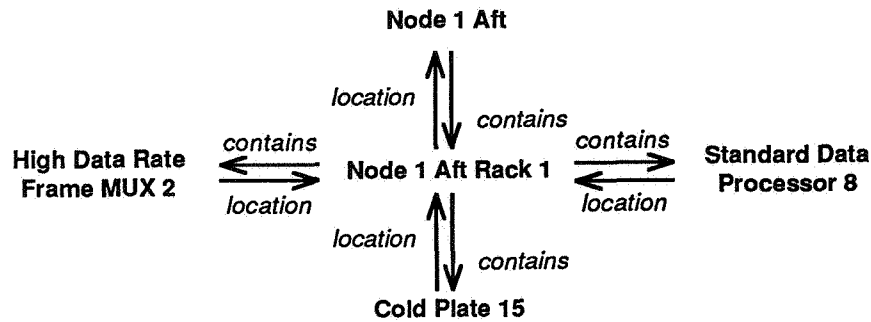 Node 1 Aft
location
contains
contains
contains
High Data Rate
Frame MUX 2
Node 1 Aft Rack 1
Standard Data
Processor 8
location
location
location
contains
Cold Plate 15